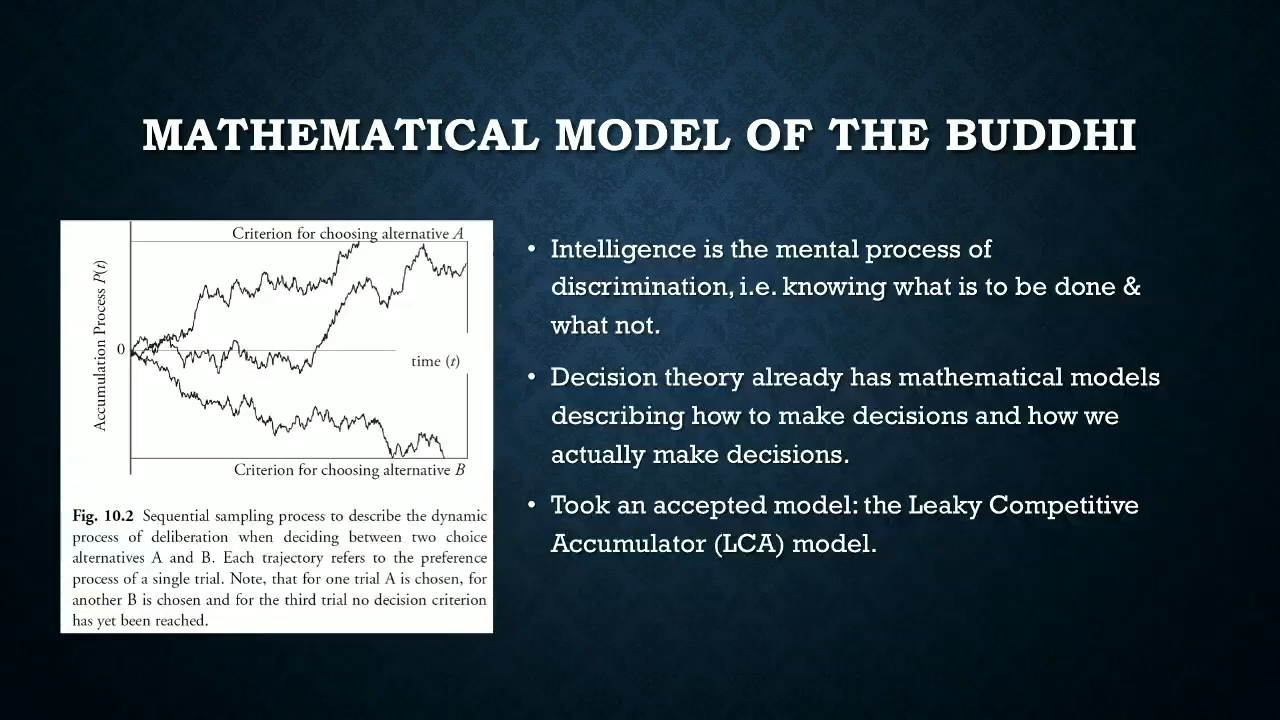 MATHEMATICAL MODEL OF THE BUDDHI
Criterion for choosing alternative A
Accumulation Process P(t)
0
time (t)
Criterion for choosing alternative B
Fig. 10.2 Sequential sampling process to describe the dynamic
process of deliberation when deciding between two choice
alternatives A and B. Each trajectory refers to the preference
process of a single trial. Note, that for one trial A is chosen, for
another B is chosen and for the third trial no decision criterion
has yet been reached.
• Intelligence is the mental process of
discrimination, i.e. knowing what is to be done &
what not.
• Decision theory already has mathematical models
describing how to make decisions and how we
actually make decisions.
• Took an accepted model: the Leaky Competitive
Accumulator (LCA) model.